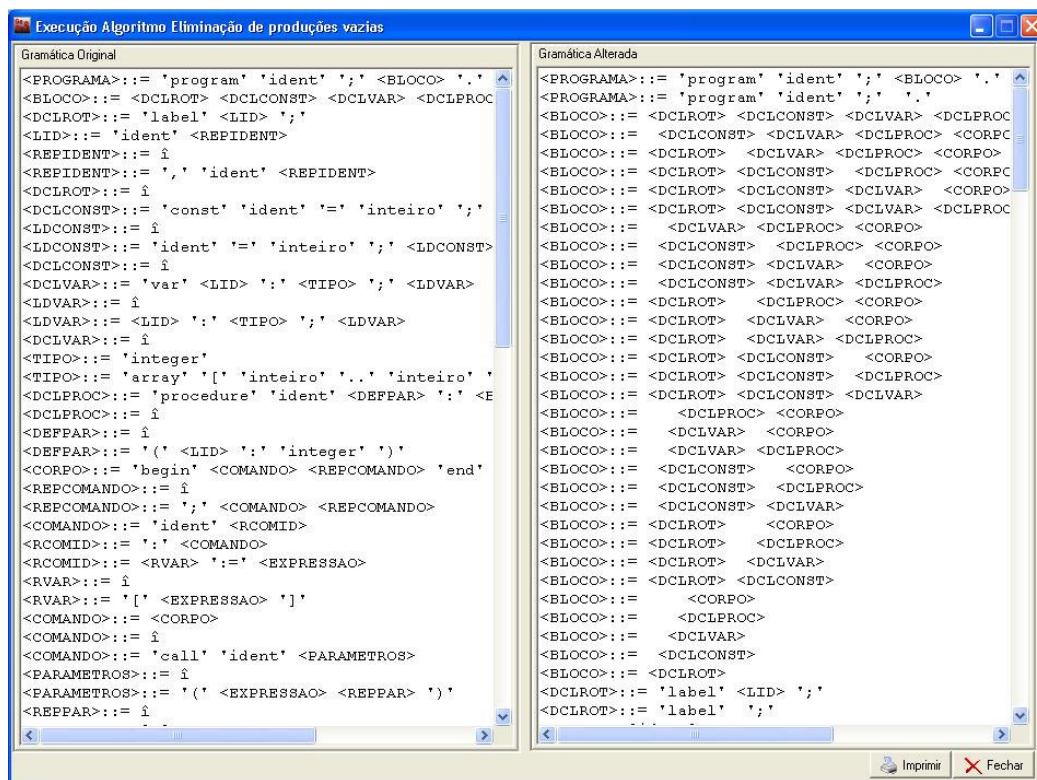 Execução Algoritmo Eliminação de produções vazias
Gramática Original
<PROGRAMA>::= 'program' 'ident' ';' <BLOCO> '.'
<BLOCO>::= <DCLROT> <DCLCONST> <DCLVAR> <DCLPROC
<DCLROT>::= 'label' <LID> ';'
<LID>::= 'ident' <REPIDENT>
<REPIDENT>::= î
<REPIDENT>::= ',' 'ident' <REPIDENT>
<DCLROT>::= î
<DCLCONST>::= 'const' 'ident' '=' 'inteiro' ';'
<LDCONST>::= î
<LDCONST>::= 'ident' '=' 'inteiro' ';' <LDCONST>
<DCLCONST>::= î
<DCLVAR>::= 'var' <LID> ':' <TIPO> ';' <LDVAR>
<LDVAR>::= î
<LDVAR>::= <LID> ':' <TIPO> ';' <LDVAR>
<DCLVAR>::= î
<TIPO>::= 'integer'
<TIPO>::= 'array' '[' 'inteiro' '..' 'inteiro' '
<DCLPROC>::= 'procedure' 'ident' <DEFPAR> ':' <B
<DCLPROC>::= î
<DEFPAR>::= î
<DEFPAR>::= '(' <LID> ':' 'integer' ')'
<CORPO>::= 'begin' <COMANDO> <REPCOMANDO> 'end'
<REPCOMANDO>::= î
<REPCOMANDO>::= ';' <COMANDO> <REPCOMANDO>
<COMANDO>::= 'ident' <RCOMID>
<RCOMID>::= ':' <COMANDO>
<RCOMID>::= <RVAR> ':=' <EXPRESSAO>
<RVAR>::= î
<RVAR>::= '[' <EXPRESSAO> ']'
<COMANDO>::= <CORPO>
<COMANDO>::= î
<COMANDO>::= 'call' 'ident' <PARAMETROS>
<PARAMETROS>::= î
<PARAMETROS>::= '(' <EXPRESSAO> <REPPAR> ')'
<REPPAR>::= î
Gramática Alterada
<PROGRAMA>::= 'program' 'ident' ';' <BLOCO> '.'
<PROGRAMA>::= 'program' 'ident' ';' '.'
<BLOCO>::= <DCLROT> <DCLCONST> <DCLVAR> <DCLPROC
<BLOCO>::= <DCLCONST> <DCLVAR> <DCLPROC> <CORPO
<BLOCO>::= <DCLROT> <DCLVAR> <DCLPROC> <CORPO>
<BLOCO>::= <DCLROT> <DCLCONST> <DCLPROC> <CORPO
<BLOCO>::= <DCLROT> <DCLCONST> <DCLVAR> <CORPO>
<BLOCO>::= <DCLROT> <DCLCONST> <DCLVAR> <DCLPROC
<BLOCO>::= <DCLVAR> <DCLPROC> <CORPO>
<BLOCO>::= <DCLCONST> <DCLPROC> <CORPO>
<BLOCO>::= <DCLCONST> <DCLVAR> <CORPO>
<BLOCO>::= <DCLCONST> <DCLVAR> <DCLPROC>
<BLOCO>::= <DCLROT> <DCLPROC> <CORPO>
<BLOCO>::= <DCLROT> <DCLVAR> <CORPO>
<BLOCO>::= <DCLROT> <DCLVAR> <DCLPROC>
<BLOCO>::= <DCLROT> <DCLCONST> <CORPO>
<BLOCO>::= <DCLROT> <DCLCONST> <DCLPROC>
<BLOCO>::= <DCLROT> <DCLCONST> <DCLVAR>
<BLOCO>::= <DCLPROC> <CORPO>
<BLOCO>::= <DCLVAR> <CORPO>
<BLOCO>::= <DCLVAR> <DCLPROC>
<BLOCO>::= <DCLCONST> <CORPO>
<BLOCO>::= <DCLCONST> <DCLPROC>
<BLOCO>::= <DCLCONST> <DCLVAR>
<BLOCO>::= <DCLROT> <CORPO>
<BLOCO>::= <DCLROT> <DCLPROC>
<BLOCO>::= <DCLROT> <DCLVAR>
<BLOCO>::= <DCLROT> <DCLCONST>
<BLOCO>::= <CORPO>
<BLOCO>::= <DCLPROC>
<BLOCO>::= <DCLVAR>
<BLOCO>::= <DCLCONST>
<BLOCO>::= <DCLROT>
<DCLROT>::= 'label' <LID> ';'
<DCLROT>::= 'label' ';'
Imprimir
Fechar